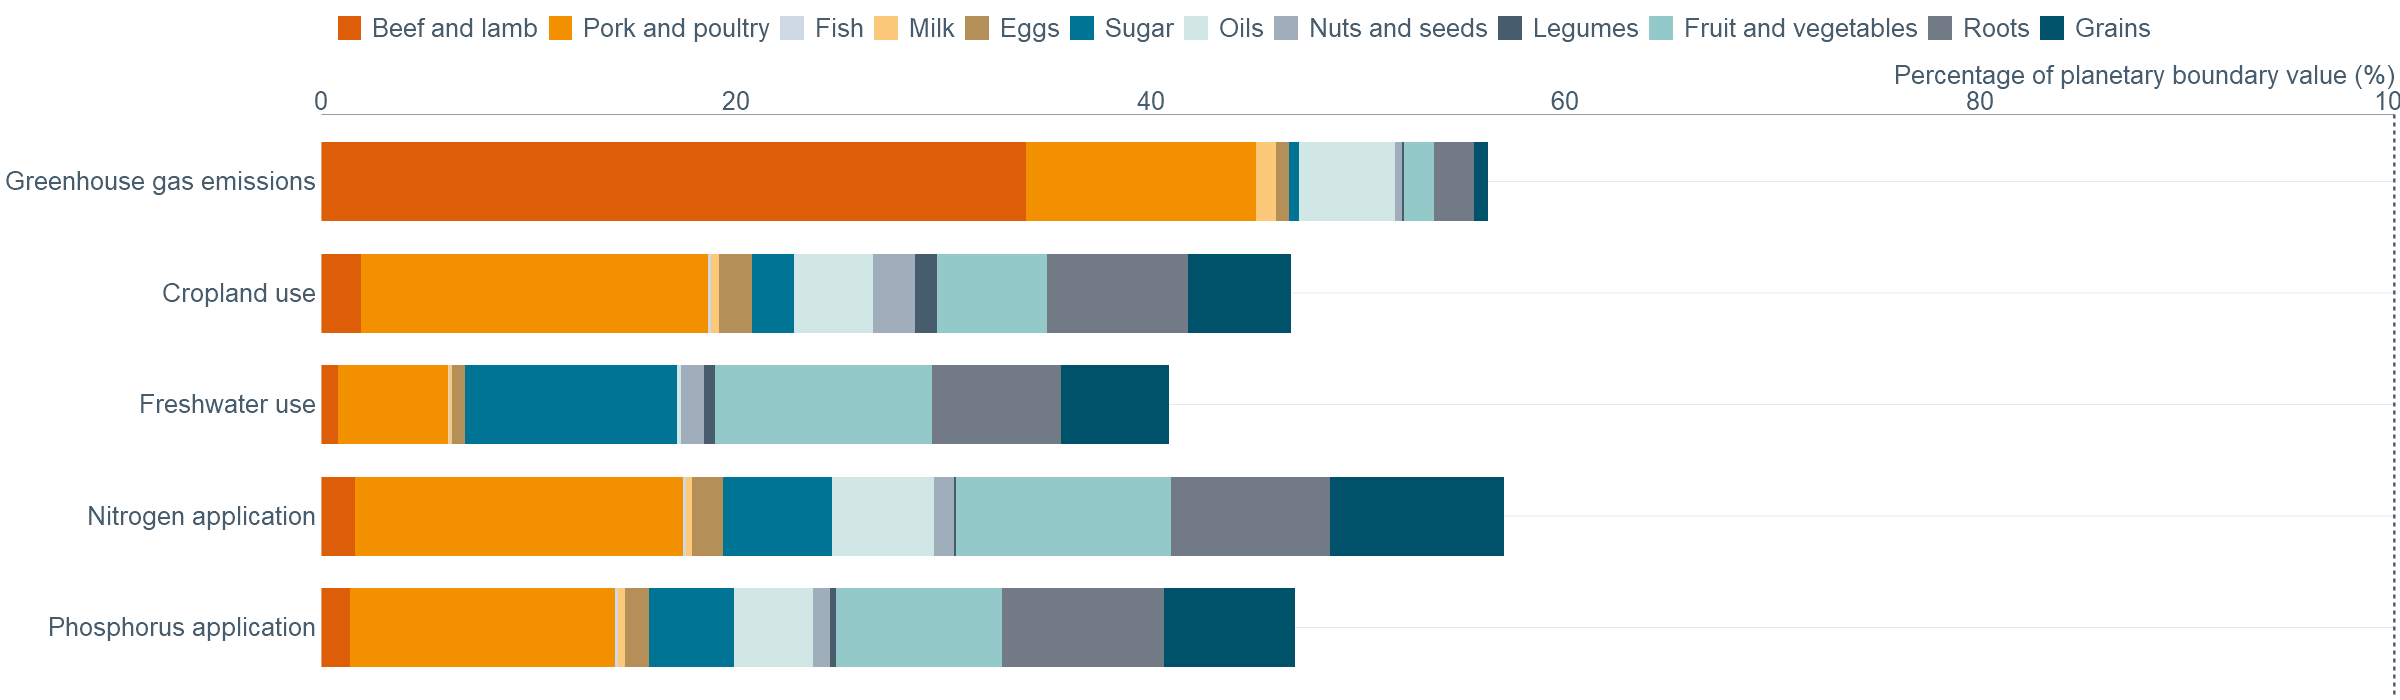 Beef and lamb Pork and poultry Fish Milk Eggs Sugar Oils Nuts and seeds Legumes Fruit and vegetables Roots Grains
Percentage of planetary boundary value (%)
0 20 40 60 80 10
Greenhouse gas emissions
Cropland use
Freshwater use
Nitrogen application
Phosphorus application